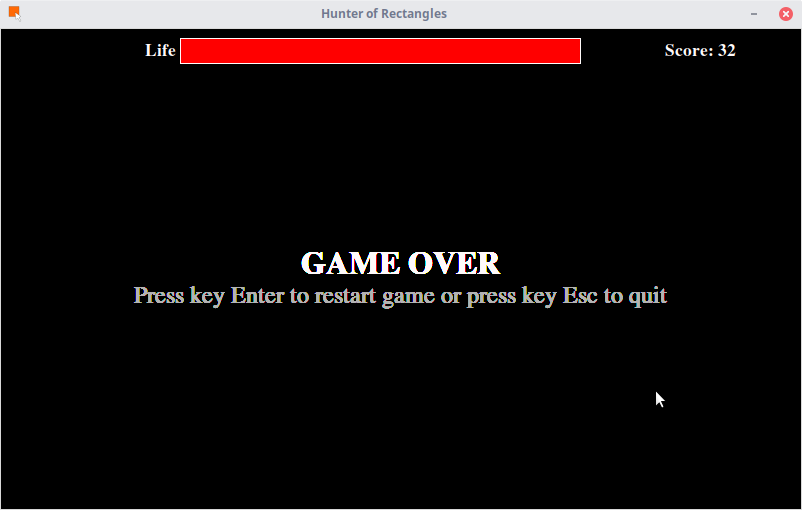 Hunter of Rectangles
Life Score: 32
GAME OVER
Press key Enter to restart game or press key Esc to quit